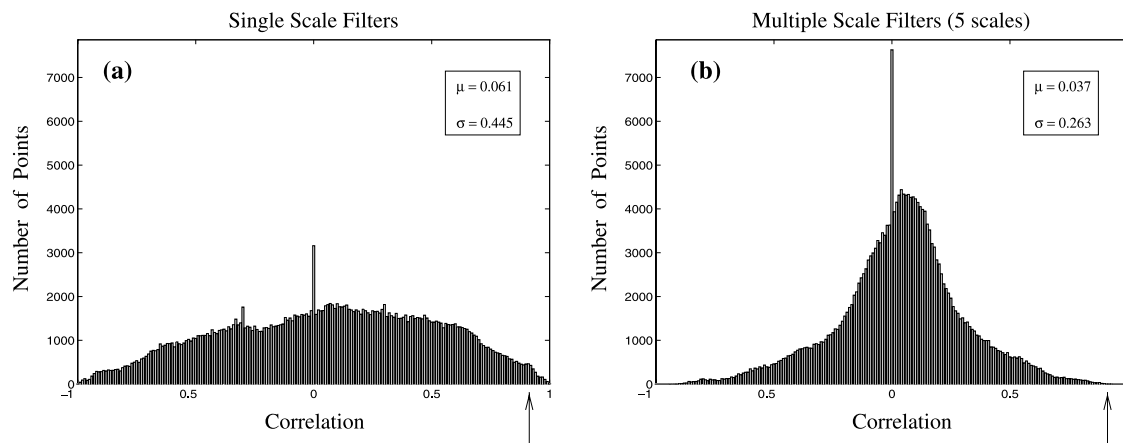 Single Scale Filters
(a)
μ = 0.061
σ = 0.445
Number of Points
7000
6000
5000
4000
3000
2000
1000
0
−1
0.5
0
0.5
1
Correlation
Multiple Scale Filters (5 scales)
(b)
μ = 0.037
σ = 0.263
Number of Points
7000
6000
5000
4000
3000
2000
1000
0
−1
0.5
0
0.5
Correlation